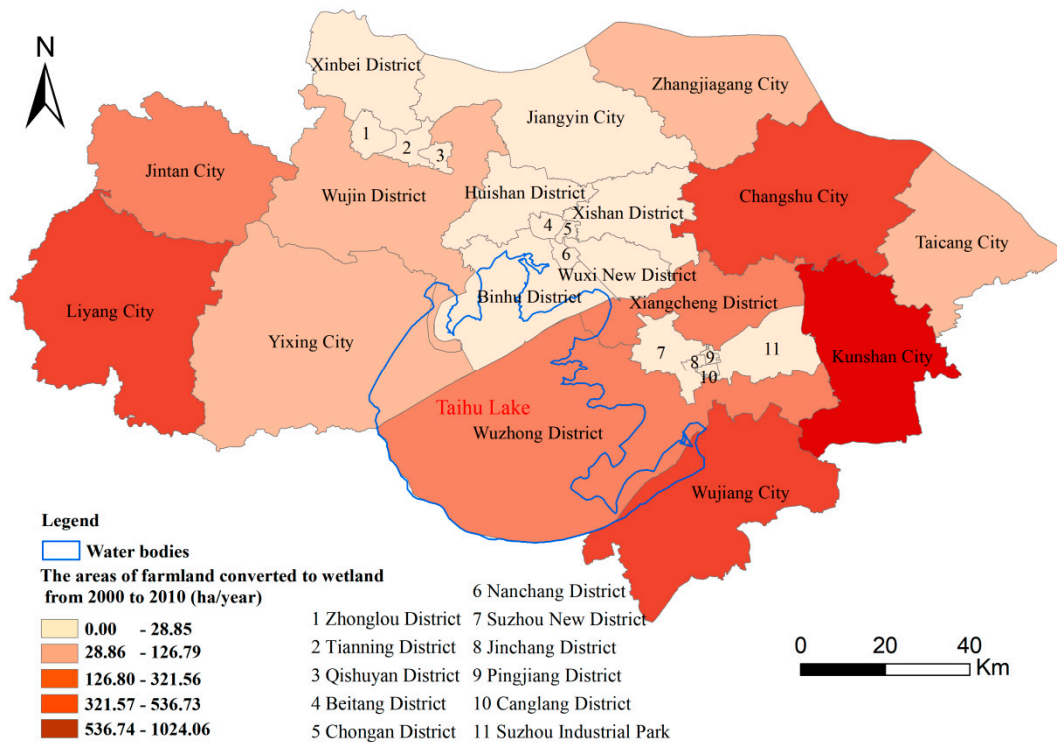 N
Xinbei District
Zhangjiagang City
Jiangyin City
1
2
3
Jintan City
Wujin District
Huishan District
Changshu City
Xishan District
4
5
Taicang City
6
Wuxi New District
Binhu District
Xiangcheng District
Liyang City
Yixing City
7
8
9
10
11
Kunshan City
Taihu Lake
Wuzhong District
Wujiang City
Legend
Water bodies
The areas of farmland converted to wetland
from 2000 to 2010 (ha/year)
0.00 - 28.85
28.86 - 126.79
126.80 - 321.56
321.57 - 536.73
536.74 - 1024.06
1 Zhonglou District
2 Tianning District
3 Qishuyan District
4 Beitang District
5 Chongan District
6 Nanchang District
7 Suzhou New District
8 Jinchang District
9 Pingjiang District
10 Canglang District
11 Suzhou Industrial Park
0 20 40
Km